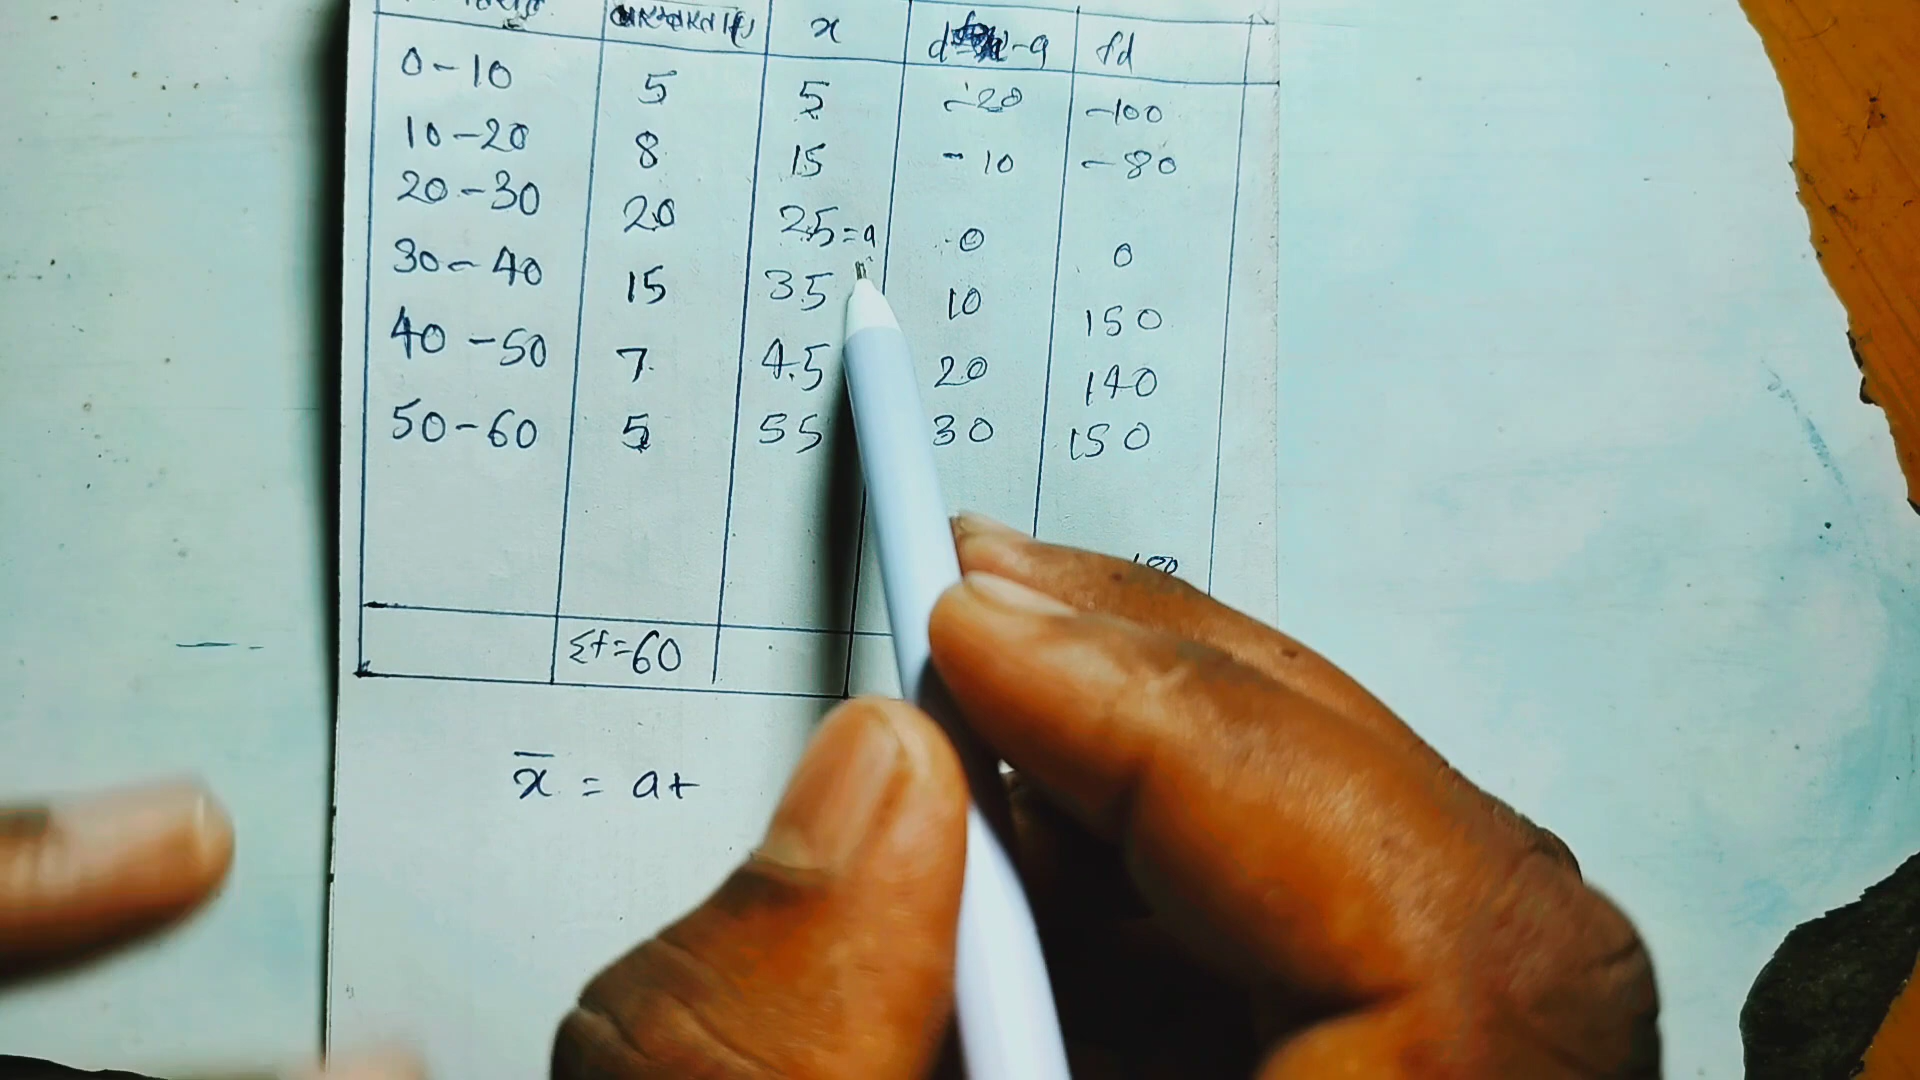 x d -a fd
0-10 5 5 -20 -100
10-20 8 15 -10 -80
20-30 20 25=a 0 0
30-40 15 35 10 150
40-50 7 45 20 140
50-60 5 55 30 150
Σf=60
x̄ = a+